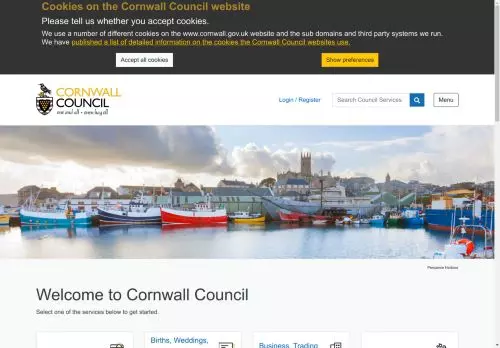 Cookies on the Cornwall Council website
Please tell us whether you accept cookies.
We use a number of different cookies on the www.cornwall.gov.uk website and the sub domains and third party systems we run.
We have published a list of detailed information on the cookies the Cornwall Council websites use.
Accept all cookies
Show preferences
CORNWALL
COUNCIL
one and all • onen hag oll
Login / Register
Search Council Services
Menu
Penzance Harbour
Welcome to Cornwall Council
Select one of the services below to get started.
Births, Weddings,
Business, Trading